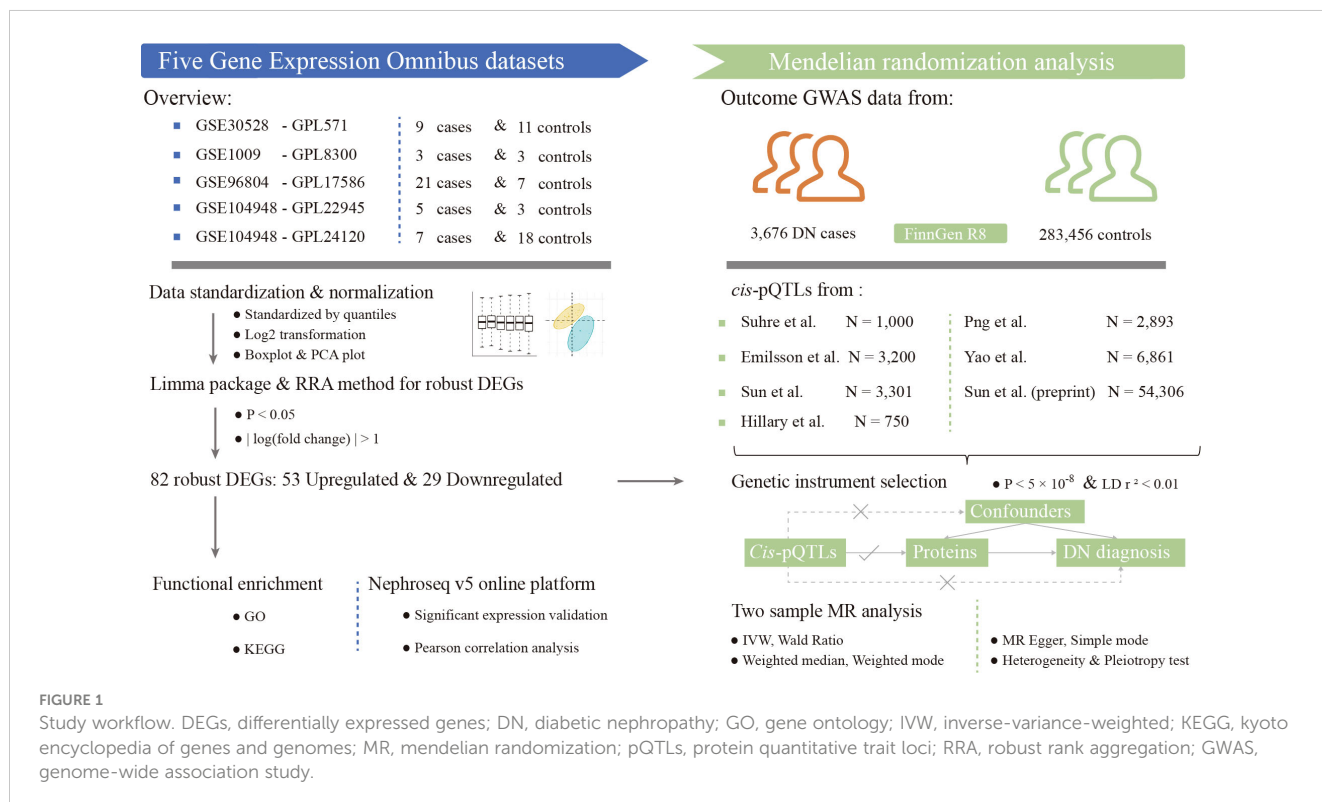 Five Gene Expression Omnibus datasets
Overview:
GSE30528 - GPL571 9 cases & 11 controls
GSE1009 - GPL8300 3 cases & 3 controls
GSE96804 - GPL17586 21 cases & 7 controls
GSE104948 - GPL22945 5 cases & 3 controls
GSE104948 - GPL24120 7 cases & 18 controls
Data standardization & normalization
● Standardized by quantiles
● Log2 transformation
● Boxplot & PCA plot
Limma package & RRA method for robust DEGs
● P < 0.05
● | log(fold change) | > 1
82 robust DEGs: 53 Upregulated & 29 Downregulated
Functional enrichment
● GO
● KEGG
Nephroseq v5 online platform
● Significant expression validation
● Pearson correlation analysis
Mendelian randomization analysis
Outcome GWAS data from:
3,676 DN cases FinnGen R8 283,456 controls
cis-pQTLs from :
Suhre et al. N = 1,000
Emilsson et al. N = 3,200
Sun et al. N = 3,301
Hillary et al. N = 750
Png et al. N = 2,893
Yao et al. N = 6,861
Sun et al. (preprint) N = 54,306
Genetic instrument selection ● P < 5 × 10⁻⁸ & LD r ² < 0.01
Confounders
Cis-pQTLs Proteins DN diagnosis
Two sample MR analysis
● IVW, Wald Ratio
● Weighted median, Weighted mode
● MR Egger, Simple mode
● Heterogeneity & Pleiotropy test
FIGURE 1
Study workflow. DEGs, differentially expressed genes; DN, diabetic nephropathy; GO, gene ontology; IVW, inverse-variance-weighted; KEGG, kyoto
encyclopedia of genes and genomes; MR, mendelian randomization; pQTLs, protein quantitative trait loci; RRA, robust rank aggregation; GWAS,
genome-wide association study.